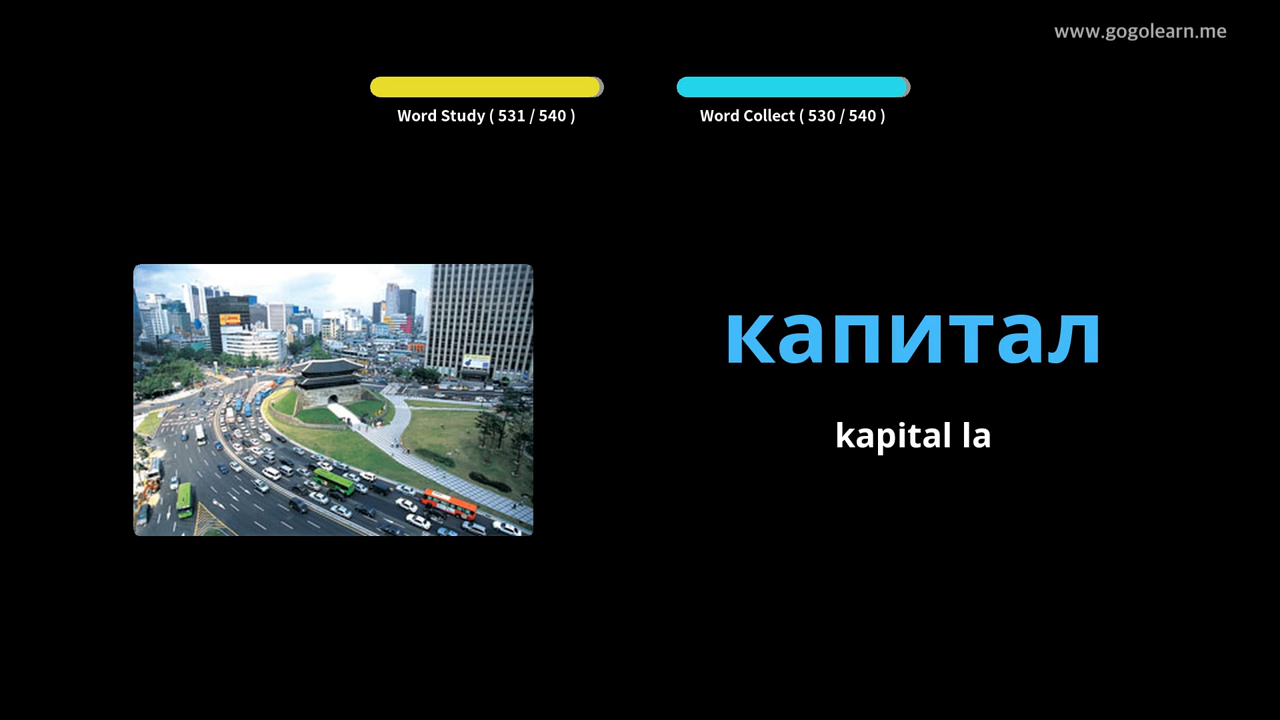 www.gogolearn.me
Word Study ( 531 / 540 )
Word Collect ( 530 / 540 )
капитал
kapital la